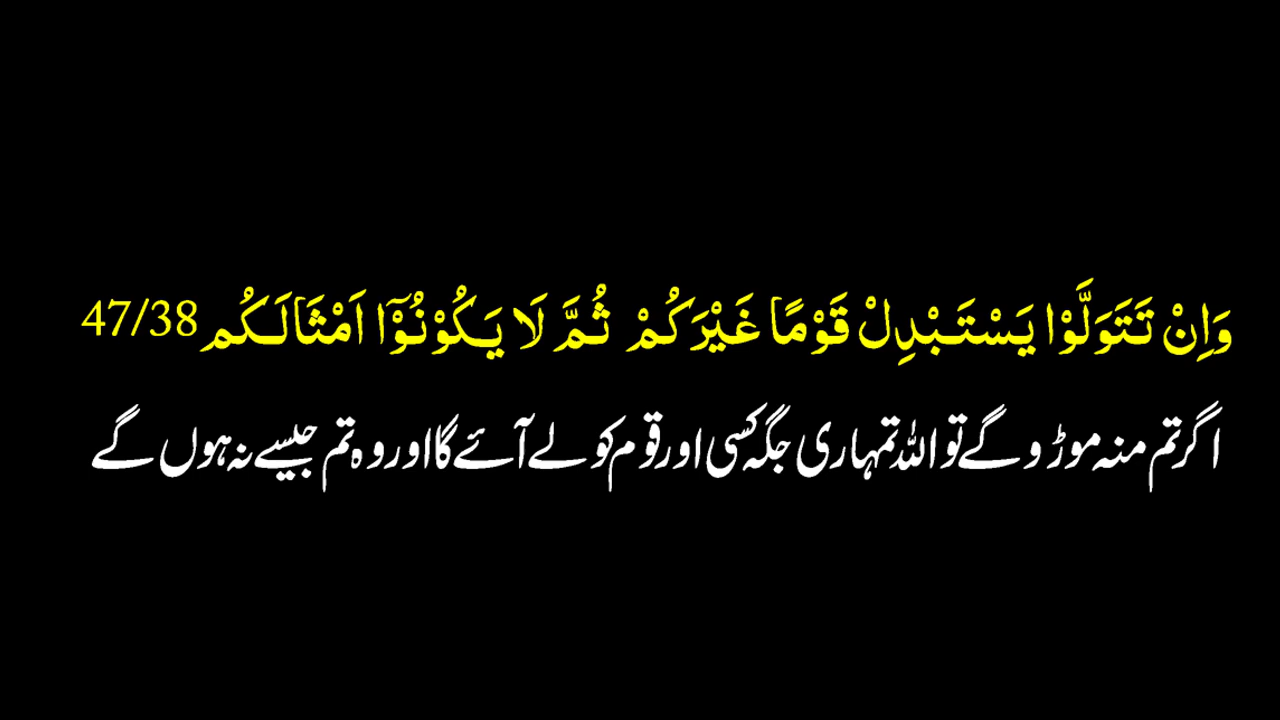 وَاِنْ تَتَوَلَّوْا يَسْتَبْدِلْ قَوْمًا غَيْرَكُمْ ثُمَّ لَا يَكُوْنُوْٓا اَمْثَالَكُم 47/38
اگر تم منہ موڑو گے تو اللہ تمہاری جگہ کسی اور قوم کو لے آئے گا اور وہ تم جیسے نہ ہوں گے